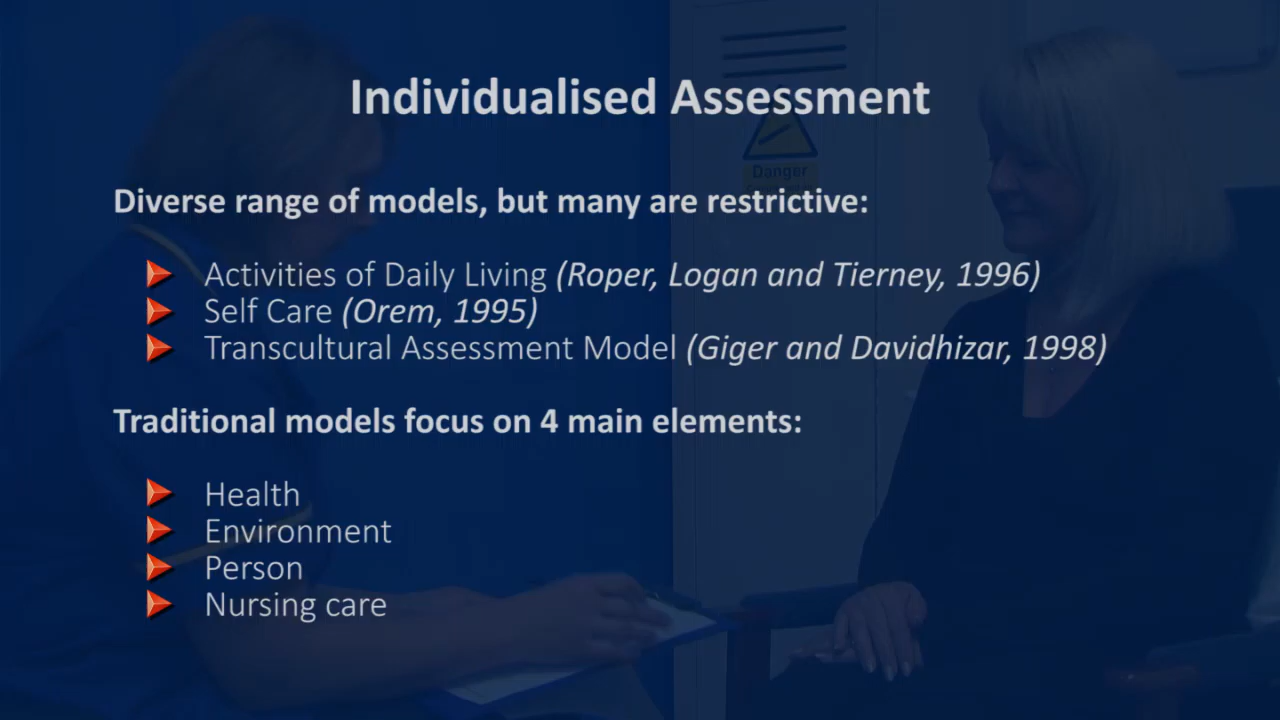 Individualised Assessment
Danger
Diverse range of models, but many are restrictive:
Activities of Daily Living (Roper, Logan and Tierney, 1996)
Self Care (Orem, 1995)
Transcultural Assessment Model (Giger and Davidhizar, 1998)
Traditional models focus on 4 main elements:
Health
Environment
Person
Nursing care